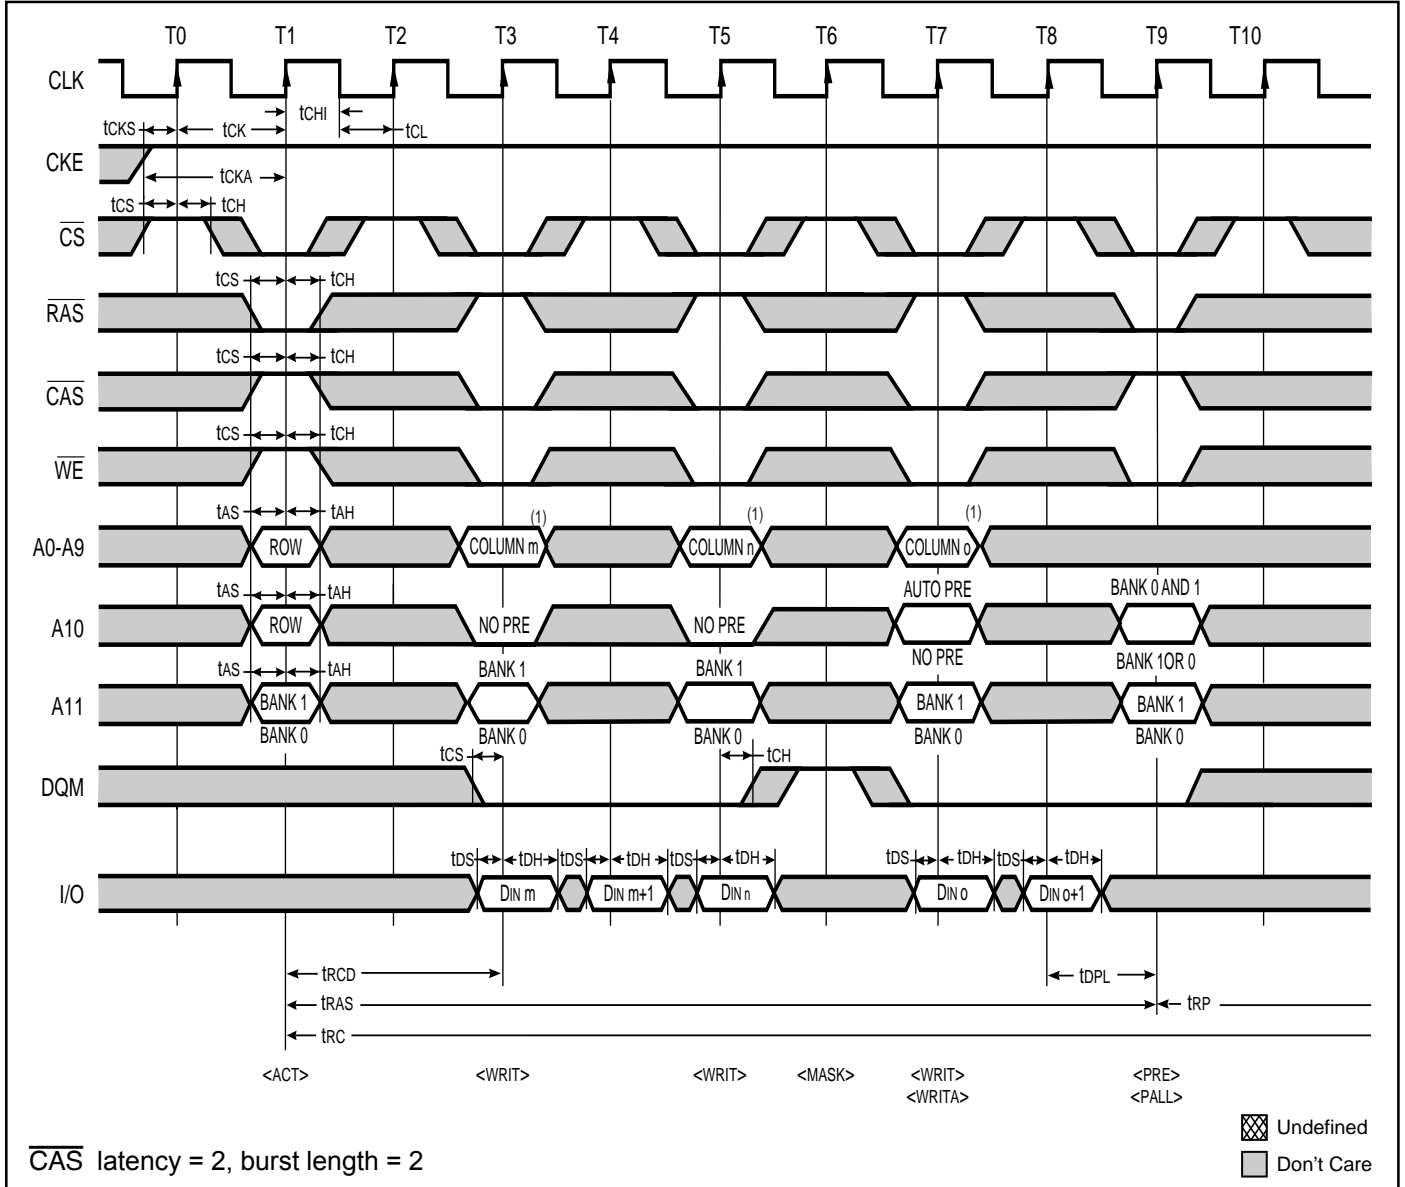 T0 T1 T2 T3 T4 T5 T6 T7 T8 T9 T10
CLK
tCHI
tCKS tCK tCL
CKE
tCKA
tCS tCH
CS
tCS tCH
RAS
tCS tCH
CAS
tCS tCH
WE
tAS tAH (1) (1) (1)
A0-A9 ROW COLUMN m COLUMN n COLUMN o
tAS tAH AUTO PRE BANK 0 AND 1
A10 ROW NO PRE NO PRE
NO PRE BANK 1OR 0
tAS tAH BANK 1 BANK 1
A11 BANK 1 BANK 1 BANK 1
BANK 0 BANK 0 BANK 0 BANK 0 BANK 0
tCS tCH
DQM
tDS tDH tDS tDH tDS tDH tDS tDH tDS tDH
I/O DIN m DIN m+1 DIN n DIN o DIN o+1
tRCD tDPL
tRAS tRP
tRC
<ACT> <WRIT> <WRIT> <MASK> <WRIT> <PRE>
<WRITA> <PALL>
Undefined
CAS latency = 2, burst length = 2
Don't Care